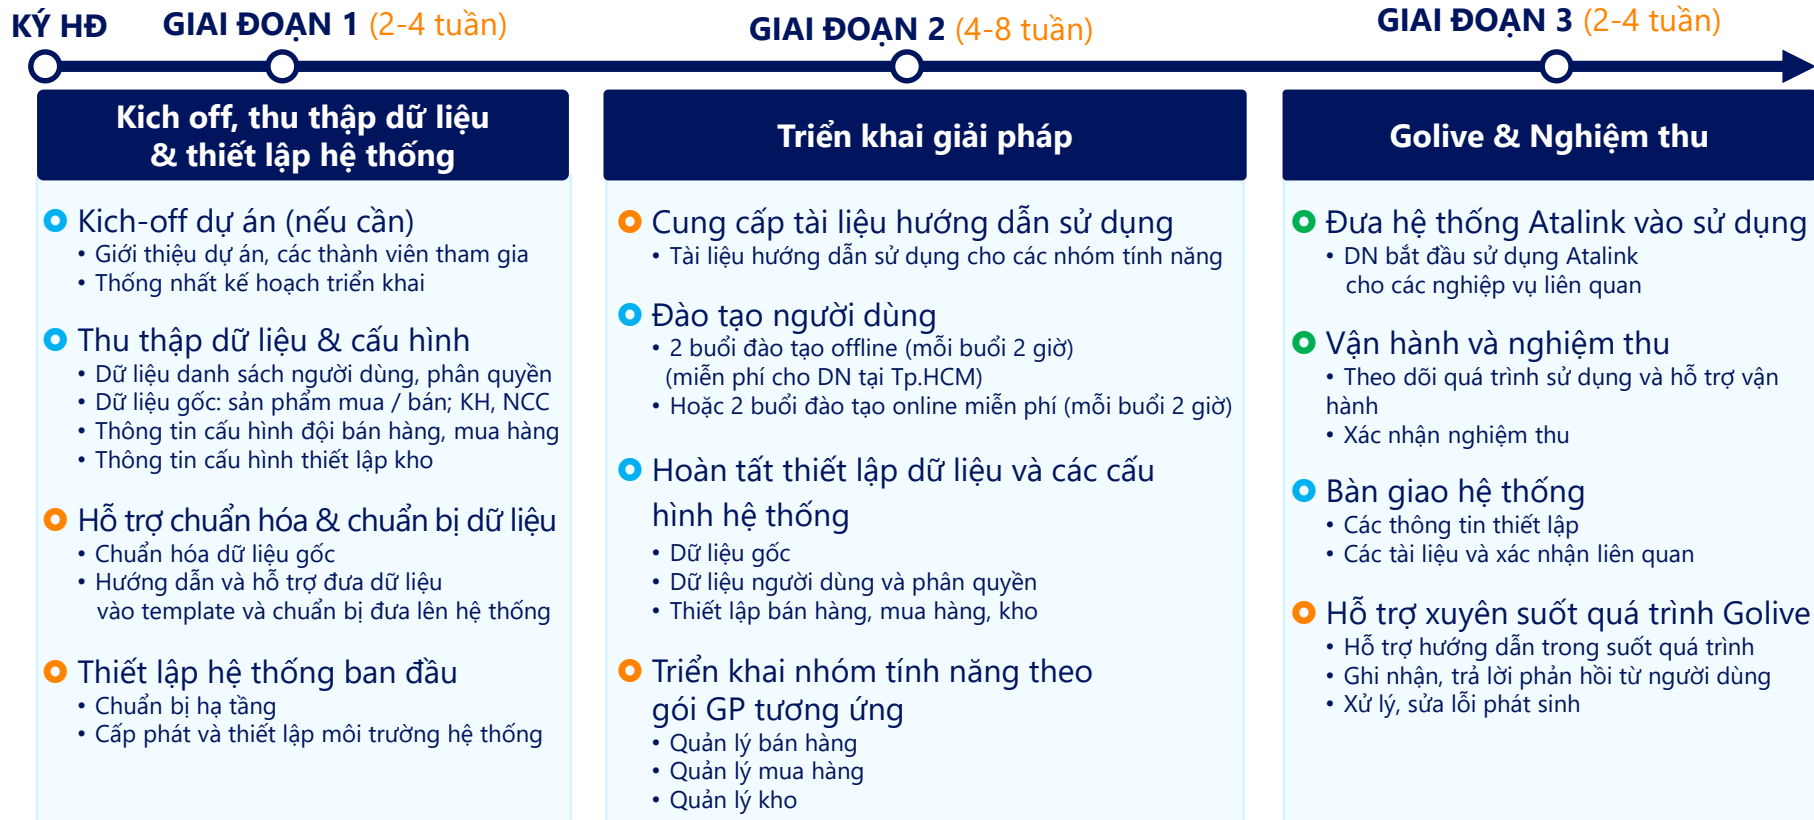 KÝ HĐ
GIAI ĐOẠN 1 (2-4 tuần)
GIAI ĐOẠN 2 (4-8 tuần)
GIAI ĐOẠN 3 (2-4 tuần)
Kich off, thu thập dữ liệu
& thiết lập hệ thống
• Kich-off dự án (nếu cần)
• Giới thiệu dự án, các thành viên tham gia
• Thống nhất kế hoạch triển khai
Thu thập dữ liệu & cấu hình
• Dữ liệu danh sách người dùng, phân quyền
• Dữ liệu gốc: sản phẩm mua / bán; KH, NCC
• Thông tin cấu hình đội bán hàng, mua hàng
• Thông tin cấu hình thiết lập kho
Hỗ trợ chuẩn hóa & chuẩn bị dữ liệu
• Chuẩn hóa dữ liệu gốc
• Hướng dẫn và hỗ trợ đưa dữ liệu
vào template và chuẩn bị đưa lên hệ thống
Thiết lập hệ thống ban đầu
• Chuẩn bị hạ tầng
• Cấp phát và thiết lập môi trường hệ thống
Triển khai giải pháp
Cung cấp tài liệu hướng dẫn sử dụng
• Tài liệu hướng dẫn sử dụng cho các nhóm tính năng
Đào tạo người dùng
• 2 buổi đào tạo offline (mỗi buổi 2 giờ)
(miễn phí cho DN tại Tp.HCM)
• Hoặc 2 buổi đào tạo online miễn phí (mỗi buổi 2 giờ)
Hoàn tất thiết lập dữ liệu và các cấu
hình hệ thống
• Dữ liệu gốc
• Dữ liệu người dùng và phân quyền
• Thiết lập bán hàng, mua hàng, kho
Triển khai nhóm tính năng theo
gói GP tương ứng
• Quản lý bán hàng
• Quản lý mua hàng
• Quản lý kho
Golive & Nghiệm thu
Đưa hệ thống Atalink vào sử dụng
• DN bắt đầu sử dụng Atalink
cho các nghiệp vụ liên quan
Vận hành và nghiệm thu
• Theo dõi quá trình sử dụng và hỗ trợ vận
hành
• Xác nhận nghiệm thu
Bàn giao hệ thống
• Các thông tin thiết lập
• Các tài liệu và xác nhận liên quan
Hỗ trợ xuyên suốt quá trình Golive
• Hỗ trợ hướng dẫn trong suốt quá trình
• Ghi nhận, trả lời phản hồi từ người dùng
• Xử lý, sửa lỗi phát sinh